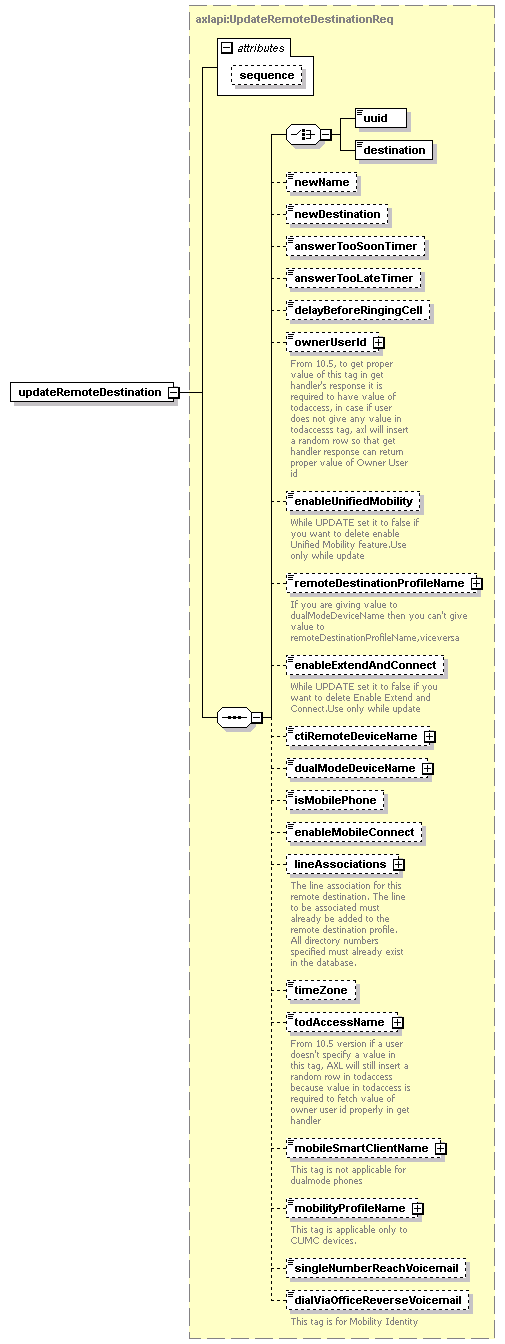 axlapi:UpdateRemoteDestinationReq
attributes
sequence
uuid
destination
newName
newDestination
answerTooSoonTimer
answerTooLateTimer
delayBeforeRingingCell
ownerUserId
From 10.5, to get proper
value of this tag in get
handler's response it is
required to have value of
todaccess, in case if user
does not give any value in
todaccesss tag, axl will insert
a random row so that get
handler response can return
proper value of Owner User
id
updateRemoteDestination
enableUnifiedMobility
While UPDATE set it to false if
you want to delete enable
Unified Mobility feature.Use
only while update
remoteDestinationProfileName
If you are giving value to
dualModeDeviceName then you can't give
value to
remoteDestinationProfileName,viceversa
enableExtendAndConnect
While UPDATE set it to false if you
want to delete Enable Extend and
Connect.Use only while update
ctiRemoteDeviceName
dualModeDeviceName
isMobilePhone
enableMobileConnect
lineAssociations
The line association for this
remote destination. The line
to be associated must
already be added to the
remote destination profile.
All directory numbers
specified must already exist
in the database.
timeZone
todAccessName
From 10.5 version if a user
doesn't specify a value in
this tag, AXL will still insert a
random row in todaccess
because value in todaccess is
required to fetch value of
owner user id properly in get
handler
mobileSmartClientName
This tag is not applicable for
dualmode phones
mobilityProfileName
This tag is applicable only to
CUMC devices.
singleNumberReachVoicemail
dialViaOfficeReverseVoicemail
This tag is for Mobility Identity